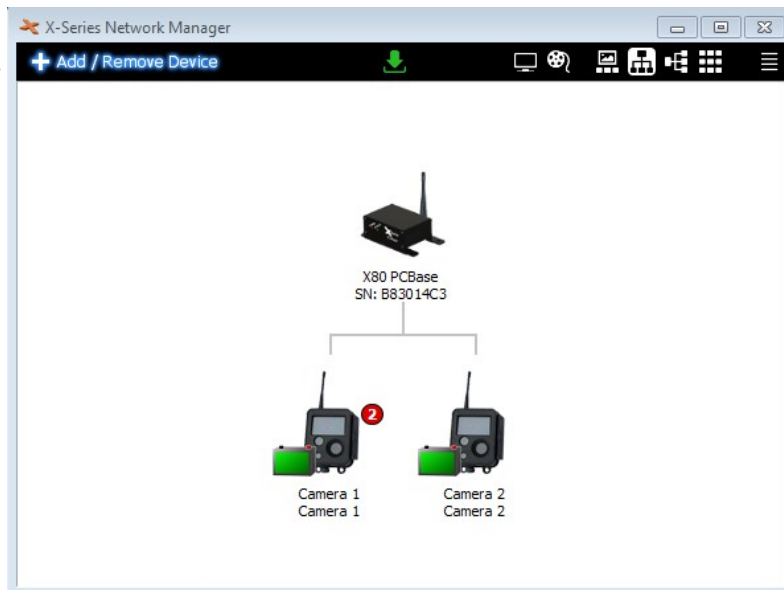 X-Series Network Manager
Add / Remove Device
X80 PCBase
SN: B83014C3
2
Camera 1
Camera 1
Camera 2
Camera 2